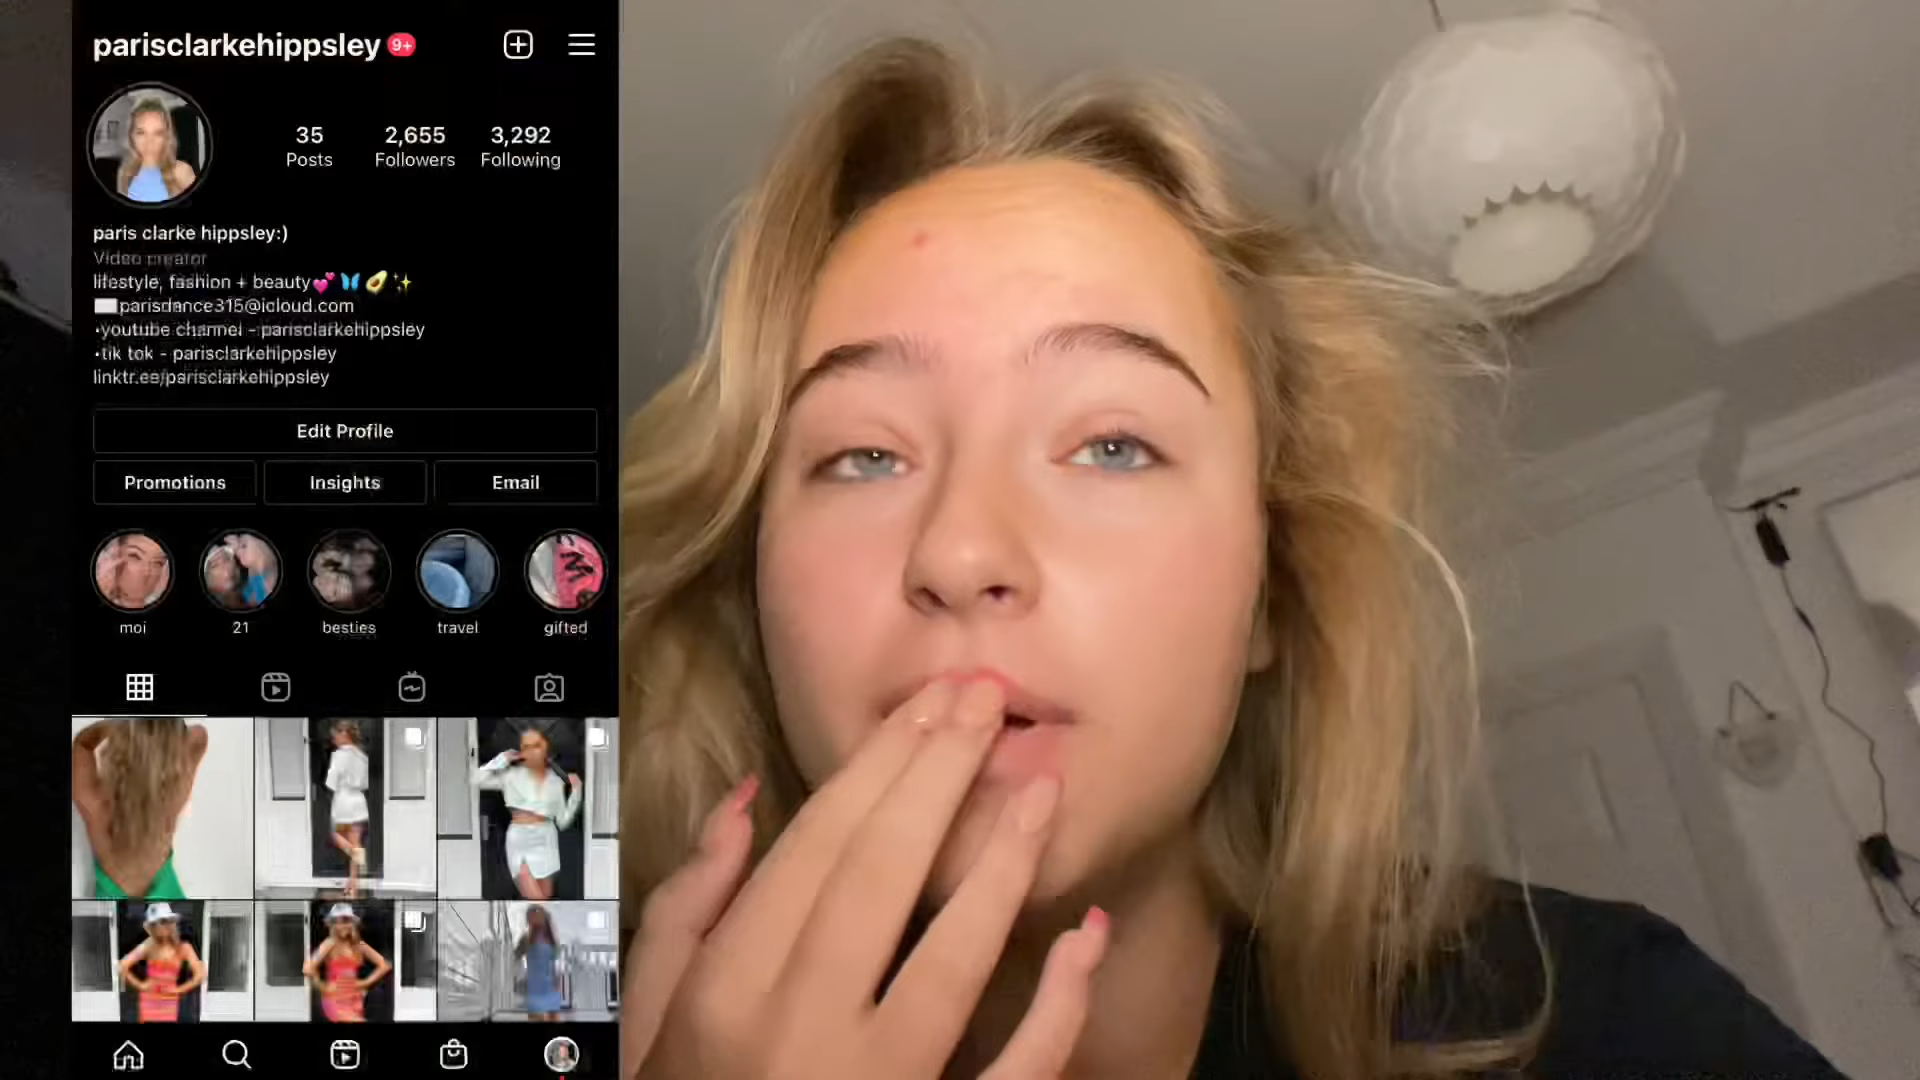 parisclarkehippsley 9+
35 2,655 3,292
Posts Followers Following
paris clarke hippsley:)
Video creator
lifestyle, fashion + beauty💕🦋🥑✨
parisdance315@icloud.com
•youtube channel - parisclarkehippsley
•tik tok - parisclarkehippsley
linktr.ee/parisclarkehippsley
Edit Profile
Promotions Insights Email
moi 21 besties travel gifted